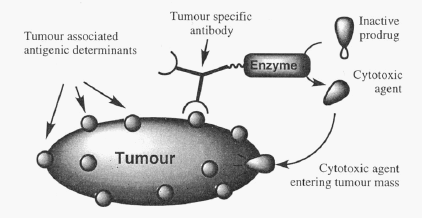 Tumour specific
antibody
Inactive
prodrug
Tumour associated
antigenic determinants
Enzyme
Cytotoxic
agent
Tumour
Cytotoxic agent
entering tumour mass